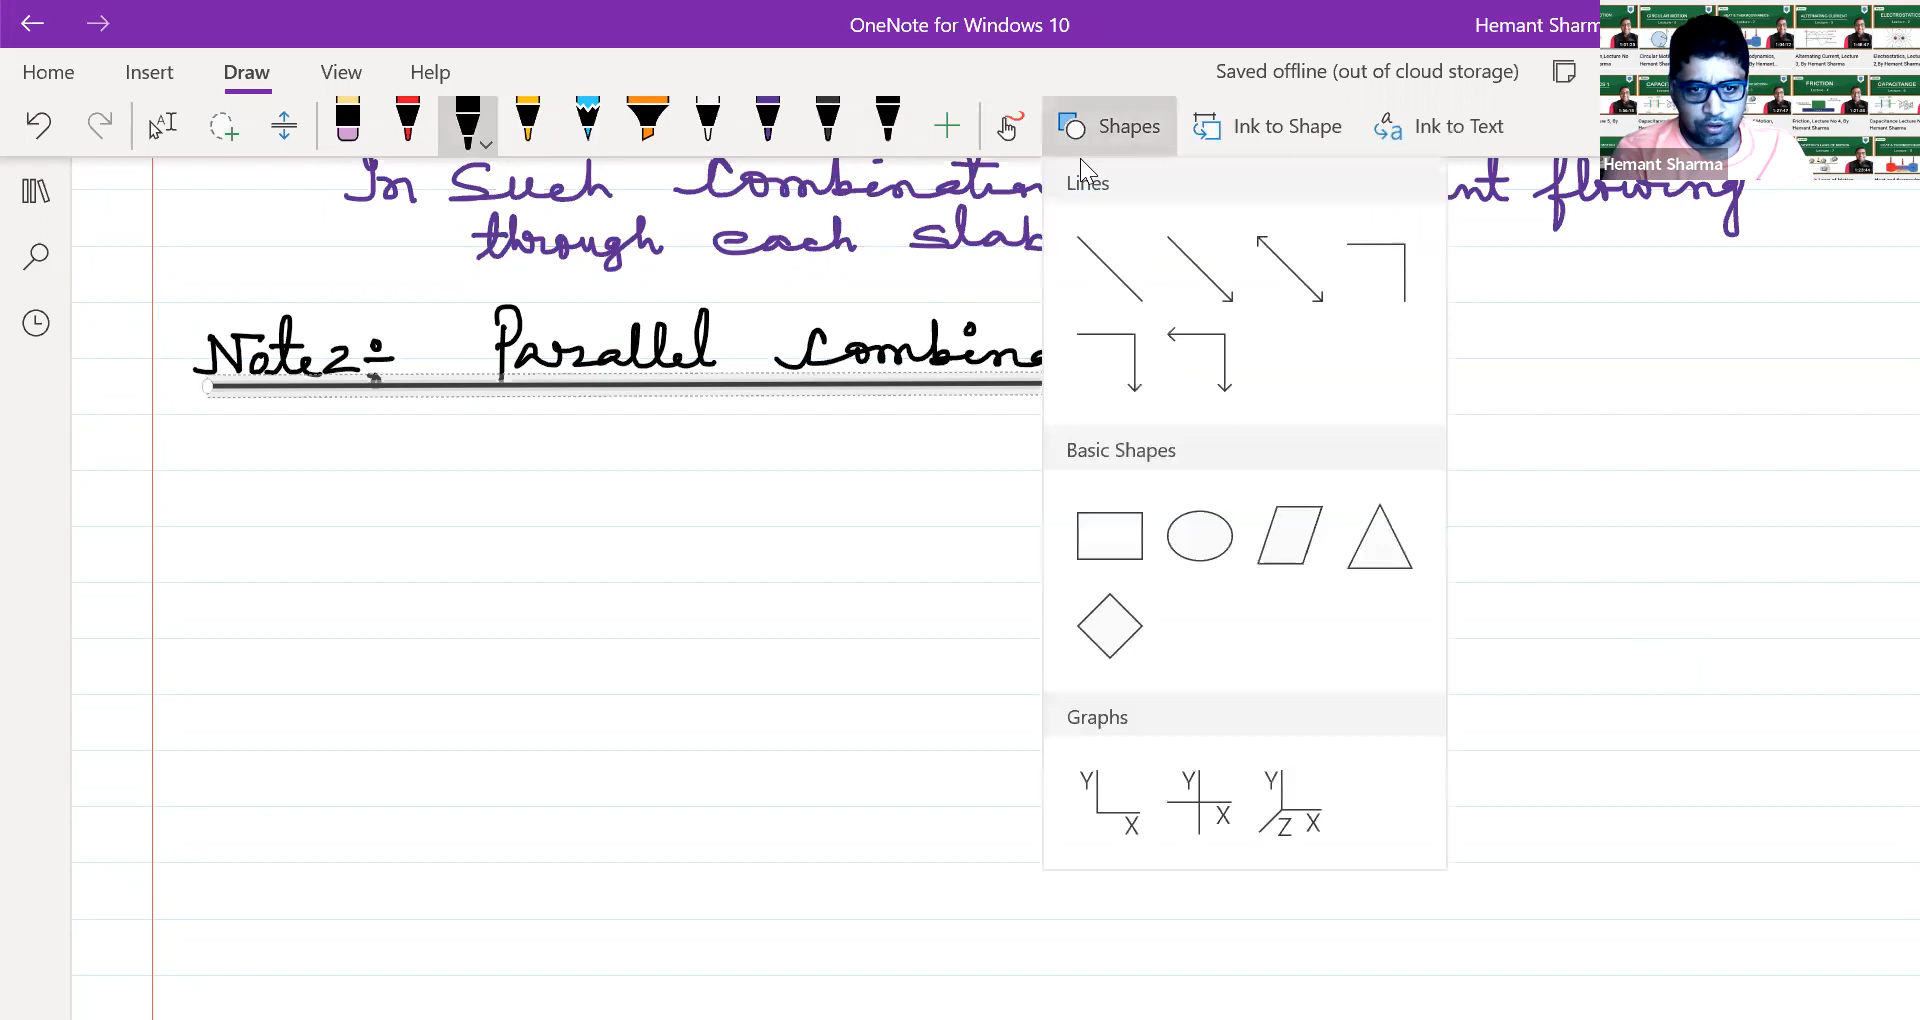 OneNote for Windows 10
Hemant Sharm
Home Insert Draw View Help
Saved offline (out of cloud storage)
Shapes Ink to Shape Ink to Text
Hemant Sharma
Lines
In Such Combination nt flowing
through each slab
Note 2:- Parallel Combina
Basic Shapes
Graphs
Y X Y X Y Z X